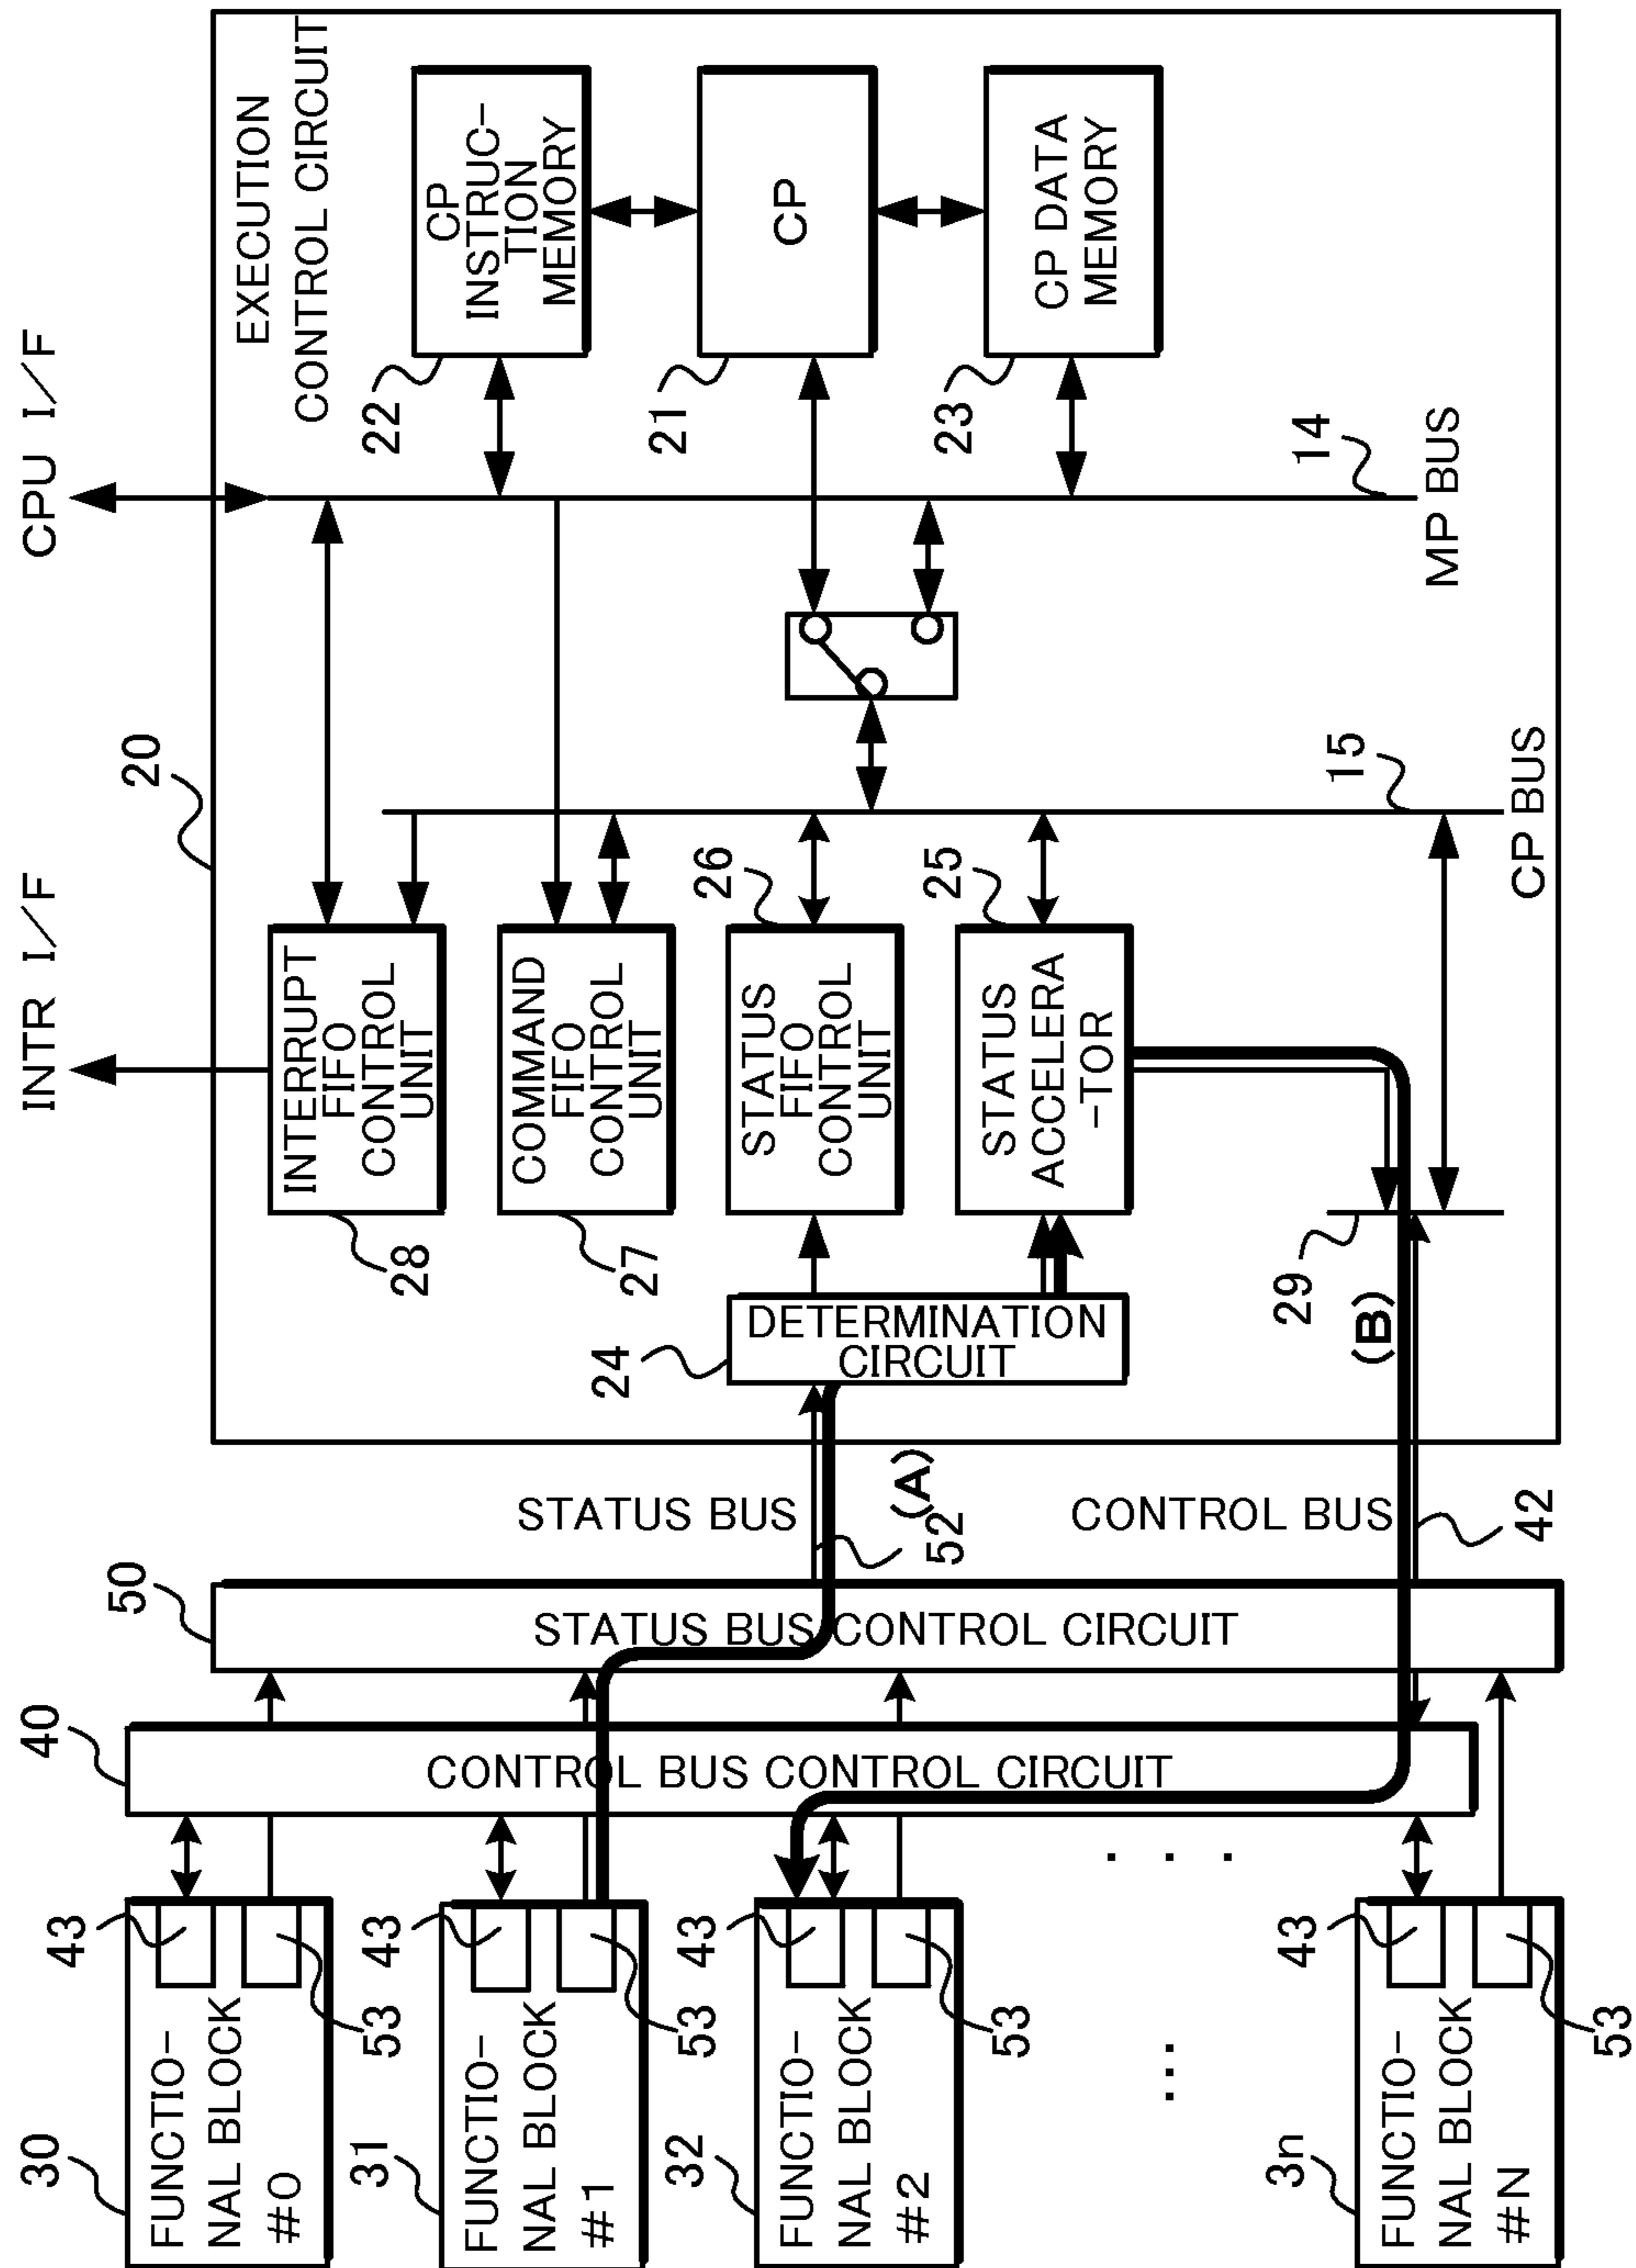 INTR I/F
CPU I/F
20
EXECUTION
CONTROL CIRCUIT
28
INTERRUPT
FIFO
CONTROL
UNIT
22
CP
INSTRUC-
TION
MEMORY
27
COMMAND
FIFO
CONTROL
UNIT
21
CP
24
DETERMINATION
CIRCUIT
26
STATUS
FIFO
CONTROL
UNIT
23
CP DATA
MEMORY
25
STATUS
ACCELERA
-TOR
29
15
CP BUS
14
MP BUS
STATUS BUS
52
(A)
CONTROL BUS
(B)
42
50
STATUS BUS CONTROL CIRCUIT
40
CONTROL BUS CONTROL CIRCUIT
30
FUNCTIO-
NAL BLOCK
#0
43
53
31
FUNCTIO-
NAL BLOCK
#1
43
53
32
FUNCTIO-
NAL BLOCK
#2
43
53
. . .
...
3n
FUNCTIO-
NAL BLOCK
#N
43
53